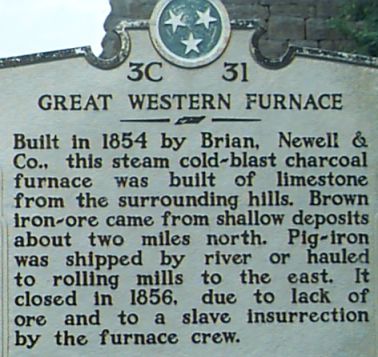 3C 31
GREAT WESTERN FURNACE
Built in 1854 by Brian, Newell &
Co., this steam cold-blast charcoal
furnace was built of limestone
from the surrounding hills. Brown
iron-ore came from shallow deposits
about two miles north. Pig-iron
was shipped by river or hauled
to rolling mills to the east. It
closed in 1856, due to lack of
ore and to a slave insurrection
by the furnace crew.